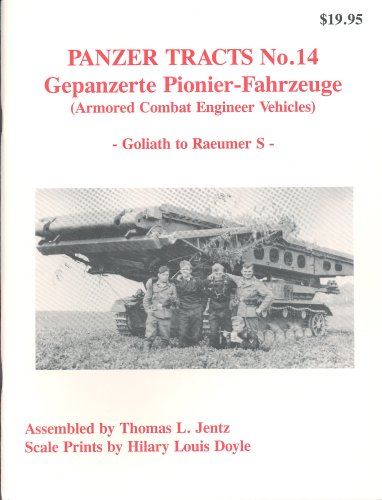 $19.95
PANZER TRACTS No.14
Gepanzerte Pionier-Fahrzeuge
(Armored Combat Engineer Vehicles)
- Goliath to Raeumer S -
Assembled by Thomas L. Jentz
Scale Prints by Hilary Louis Doyle